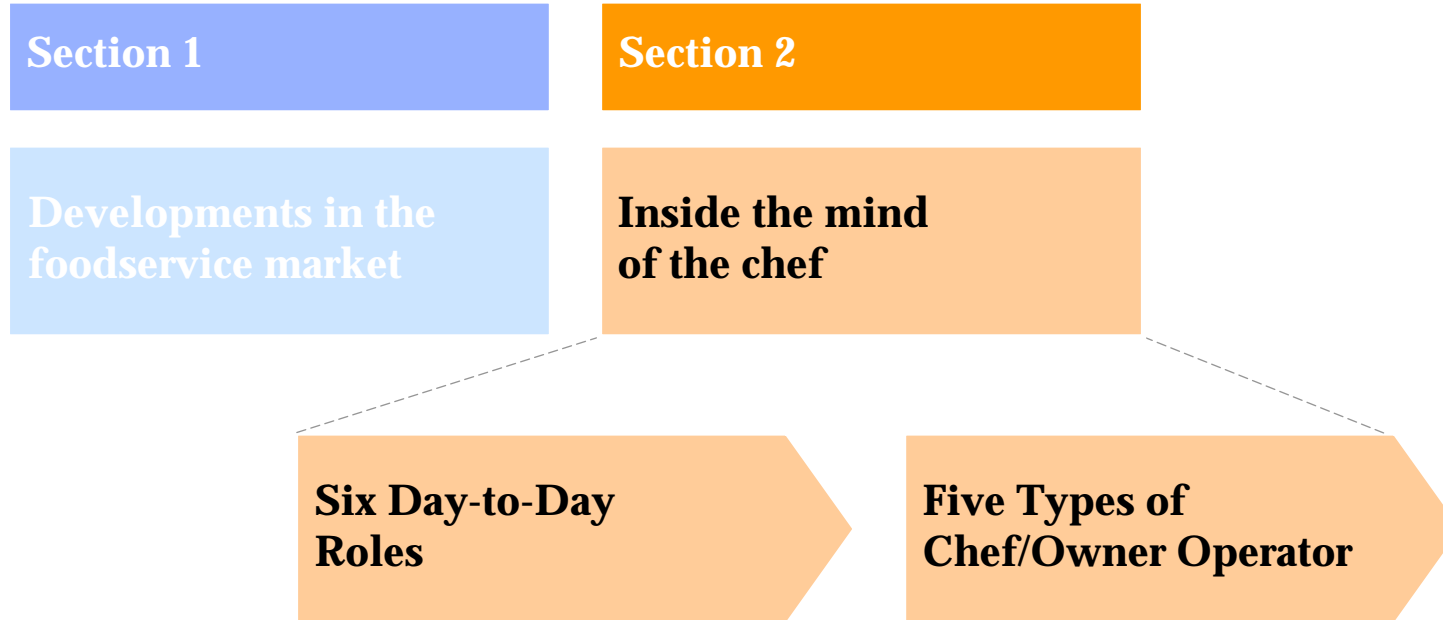 Section 1
Section 2
Developments in the
foodservice market
Inside the mind
of the chef
Six Day-to-Day
Roles
Five Types of
Chef/Owner Operator